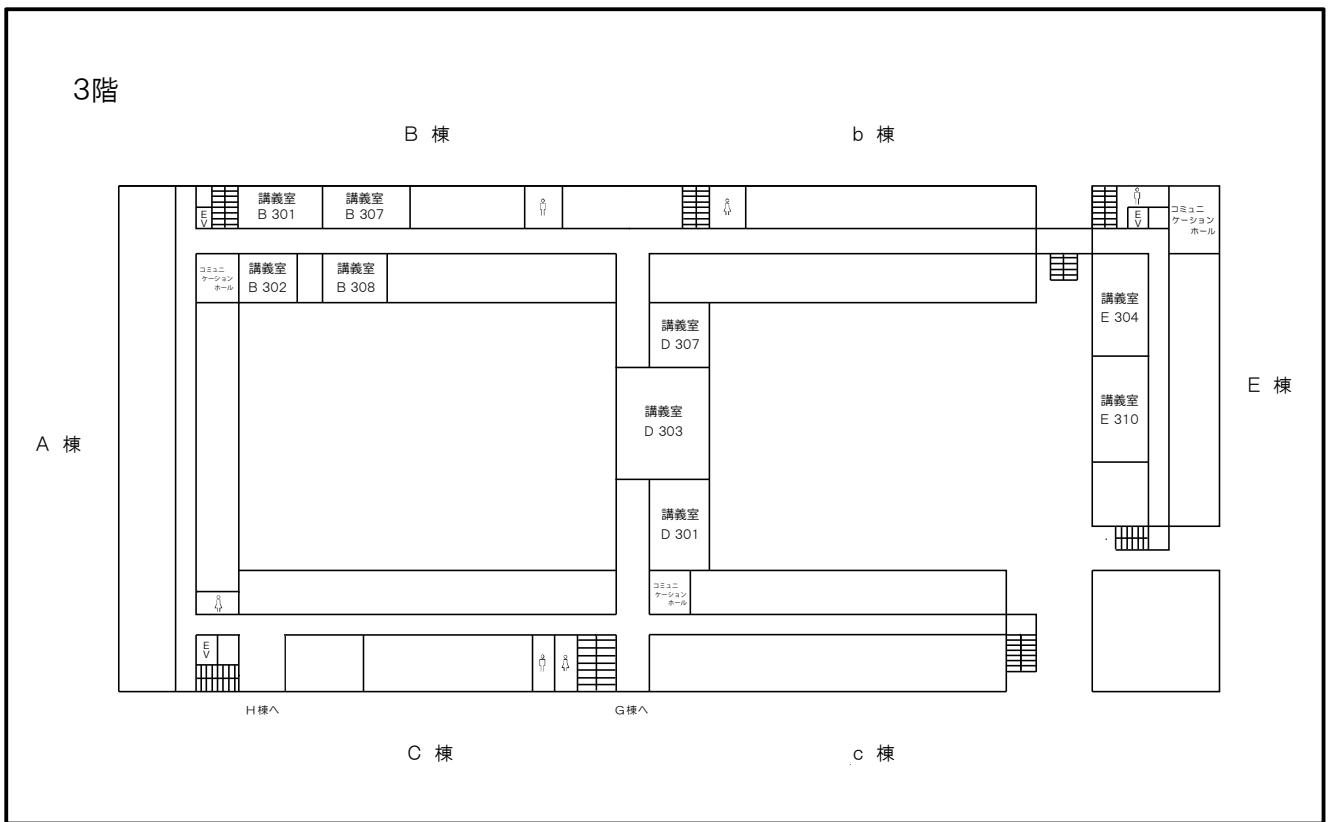 3階
B 棟
b 棟
講義室
B 301
講義室
B 307
EV
EV
コミュニ
ケーション
ホール
コミュニ
ケーション
ホール
講義室
B 302
講義室
B 308
講義室
E 304
講義室
D 307
講義室
E 310
E 棟
講義室
D 303
A 棟
講義室
D 301
コミュニ
ケーション
ホール
EV
H棟へ
G棟へ
C 棟
c 棟